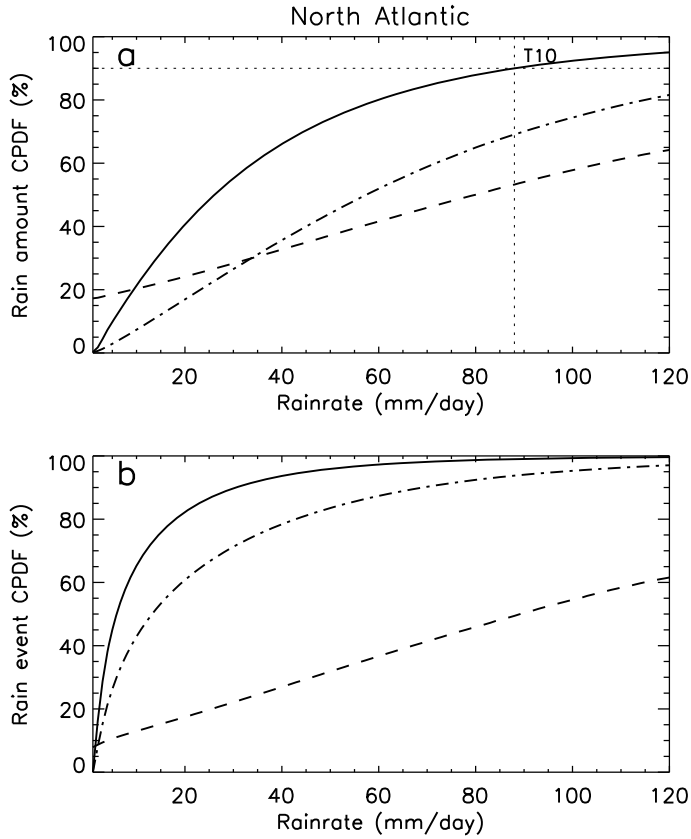 North Atlantic
a
T10
Rain amount CPDF (%)
100
80
60
40
20
0
20 40 60 80 100 120
Rainrate (mm/day)
b
Rain event CPDF (%)
100
80
60
40
20
0
20 40 60 80 100 120
Rainrate (mm/day)